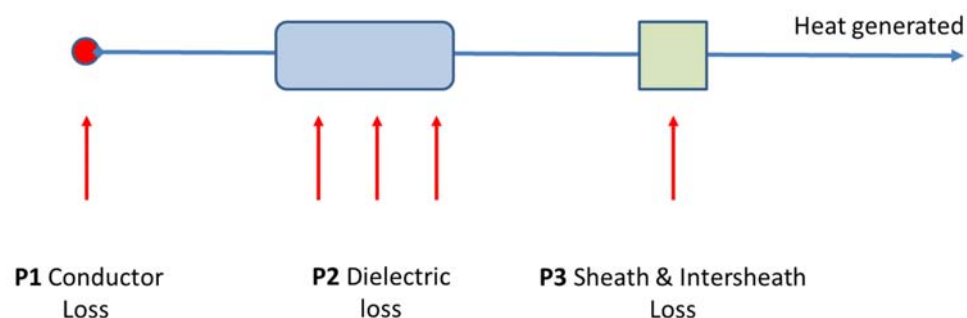 Heat generated
P1 Conductor
Loss
P2 Dielectric
loss
P3 Sheath & Intersheath
Loss